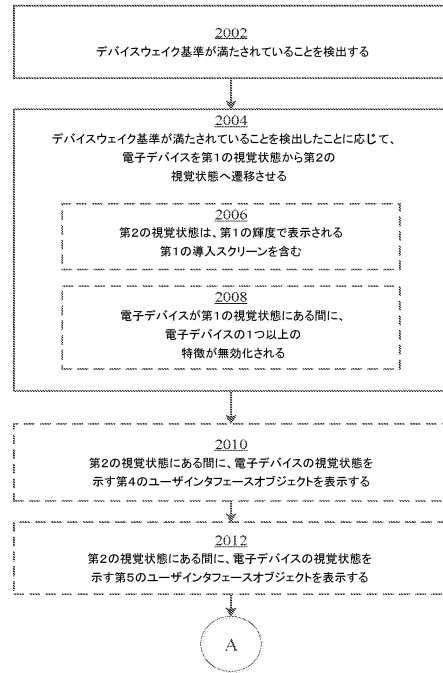 2002
デバイスウェイク基準が満たされていることを検出する
2004
デバイスウェイク基準が満たされていることを検出したことに応じて、
電子デバイスを第1の視覚状態から第2の
視覚状態へ遷移させる
2006
第2の視覚状態は、第1の輝度で表示される
第1の導入スクリーンを含む
2008
電子デバイスが第1の視覚状態にある間に、
電子デバイスの1つ以上の
特徴が無効化される
2010
第2の視覚状態にある間に、電子デバイスの視覚状態を
示す第4のユーザインタフェースオブジェクトを表示する
2012
第2の視覚状態にある間に、電子デバイスの視覚状態を
示す第5のユーザインタフェースオブジェクトを表示する
A